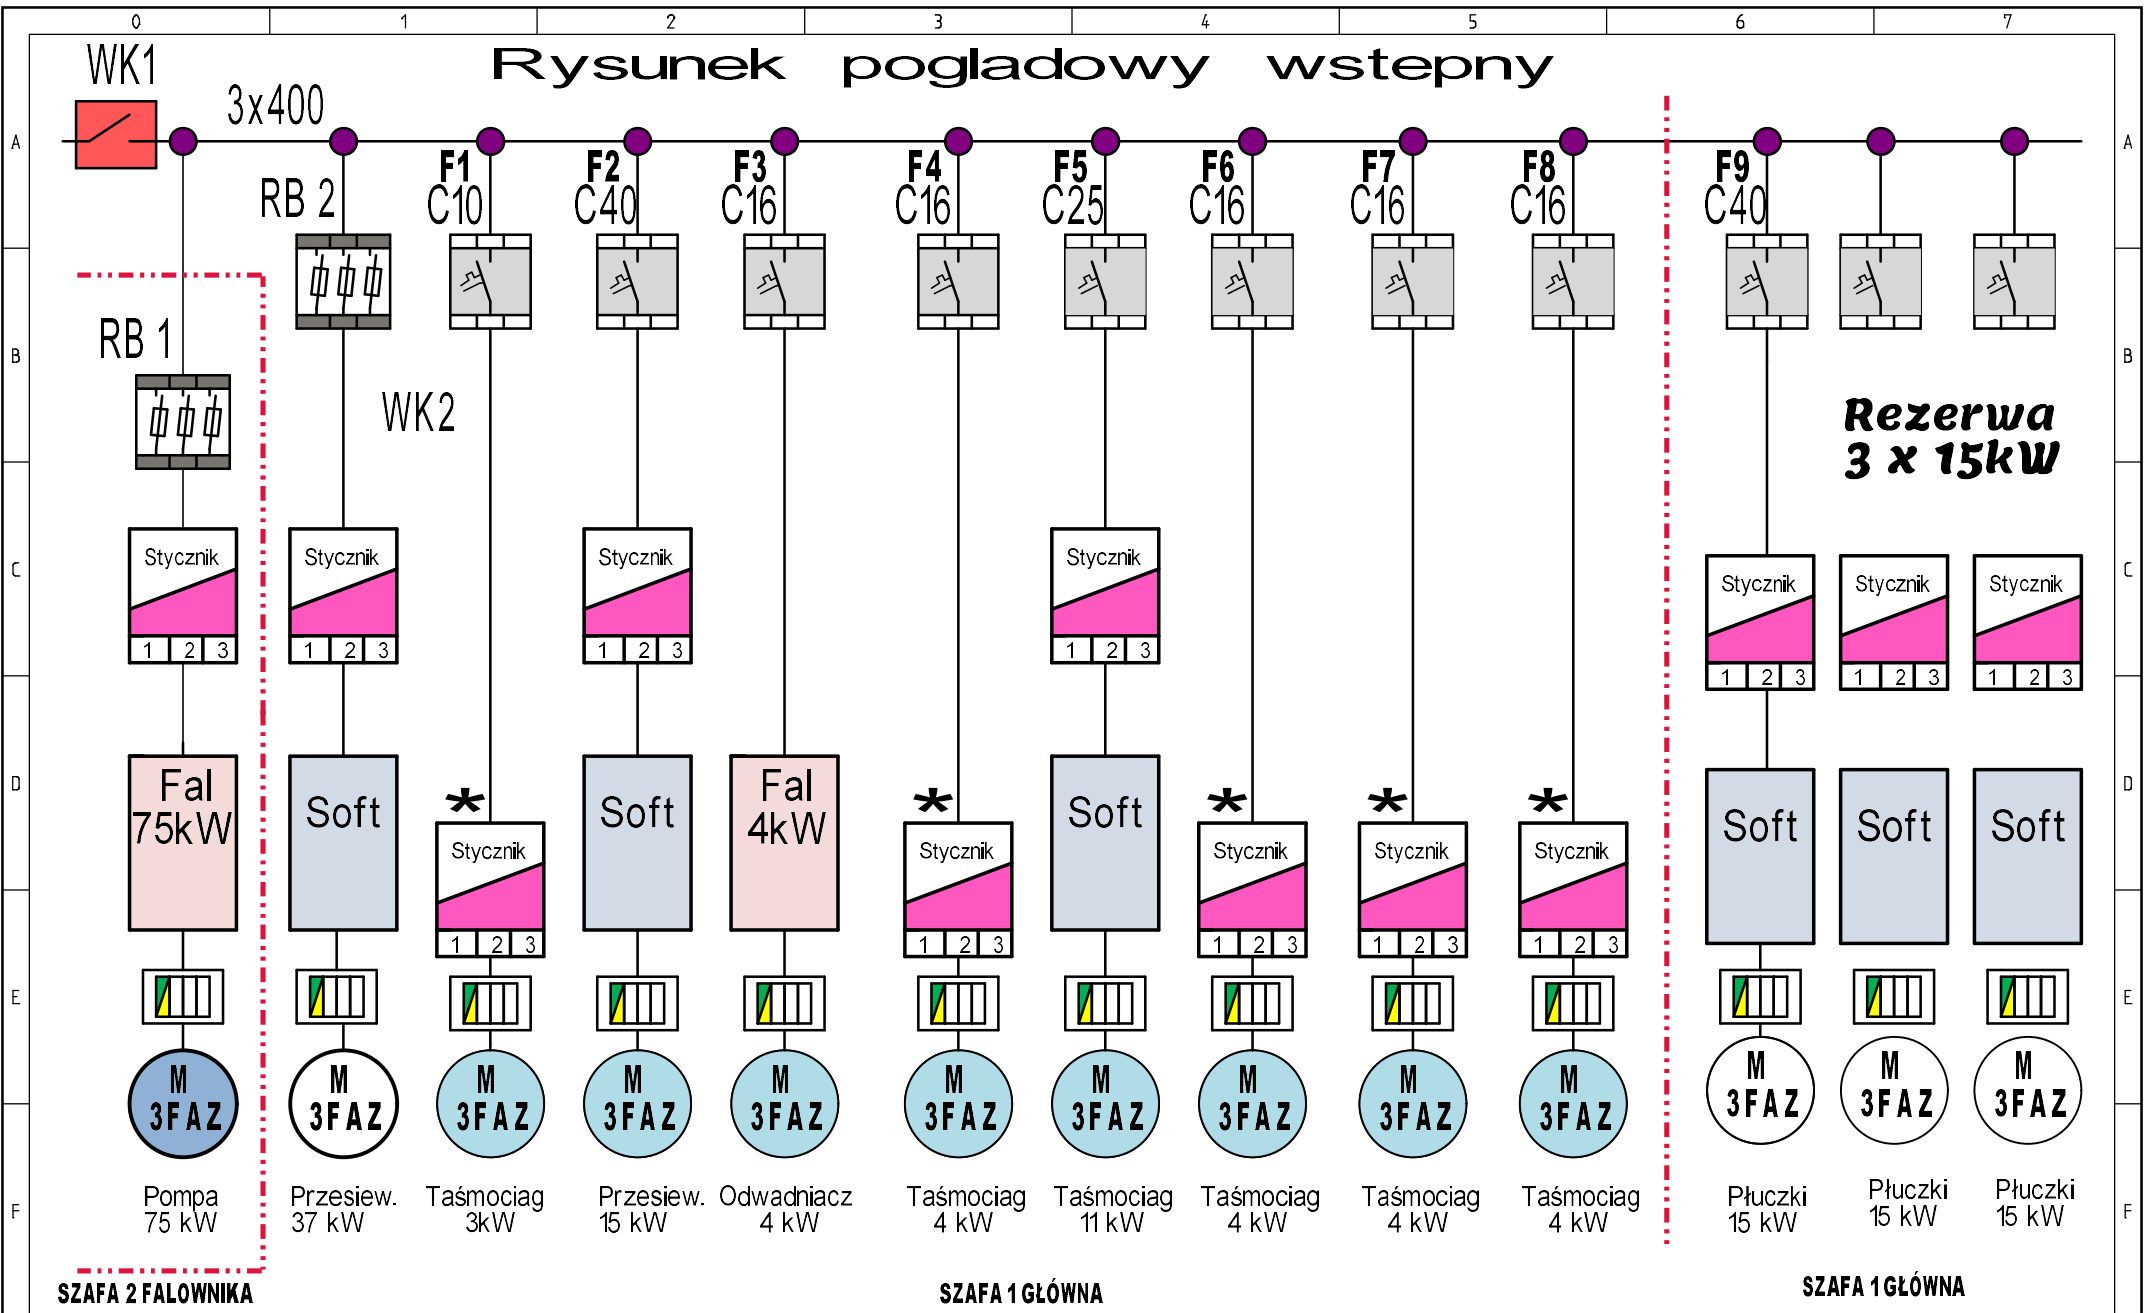 0 1 2 3 4 5 6 7
Rysunek pogladowy wstepny
WK1
3x400
A A
F1 F2 F3 F4 F5 F6 F7 F8 F9
RB 2 C10 C40 C16 C16 C25 C16 C16 C16 C40
RB 1
B B
WK2
Rezerwa
3 x 15kW
Stycznik Stycznik Stycznik Stycznik
C C
Stycznik Stycznik Stycznik
1 2 3 1 2 3 1 2 3 1 2 3
1 2 3 1 2 3 1 2 3
D D
Fal Soft Soft Fal Soft Soft Soft Soft
75kW 4kW
* * * * *
Stycznik Stycznik Stycznik Stycznik Stycznik
1 2 3 1 2 3 1 2 3 1 2 3 1 2 3
E E
M M M M M M M M M M M M M
3FAZ 3FAZ 3FAZ 3FAZ 3FAZ 3FAZ 3FAZ 3FAZ 3FAZ 3FAZ 3FAZ 3FAZ 3FAZ
Pompa Przesiew. Taśmociag Przesiew. Odwadniacz Taśmociag Taśmociag Taśmociag Taśmociag Taśmociag Płuczki Płuczki Płuczki
75 kW 37 kW 3kW 15 kW 4 kW 4 kW 11 kW 4 kW 4 kW 4 kW 15 kW 15 kW 15 kW
F F
SZAFA 2 FALOWNIKA SZAFA 1 GŁÓWNA SZAFA 1 GŁÓWNA